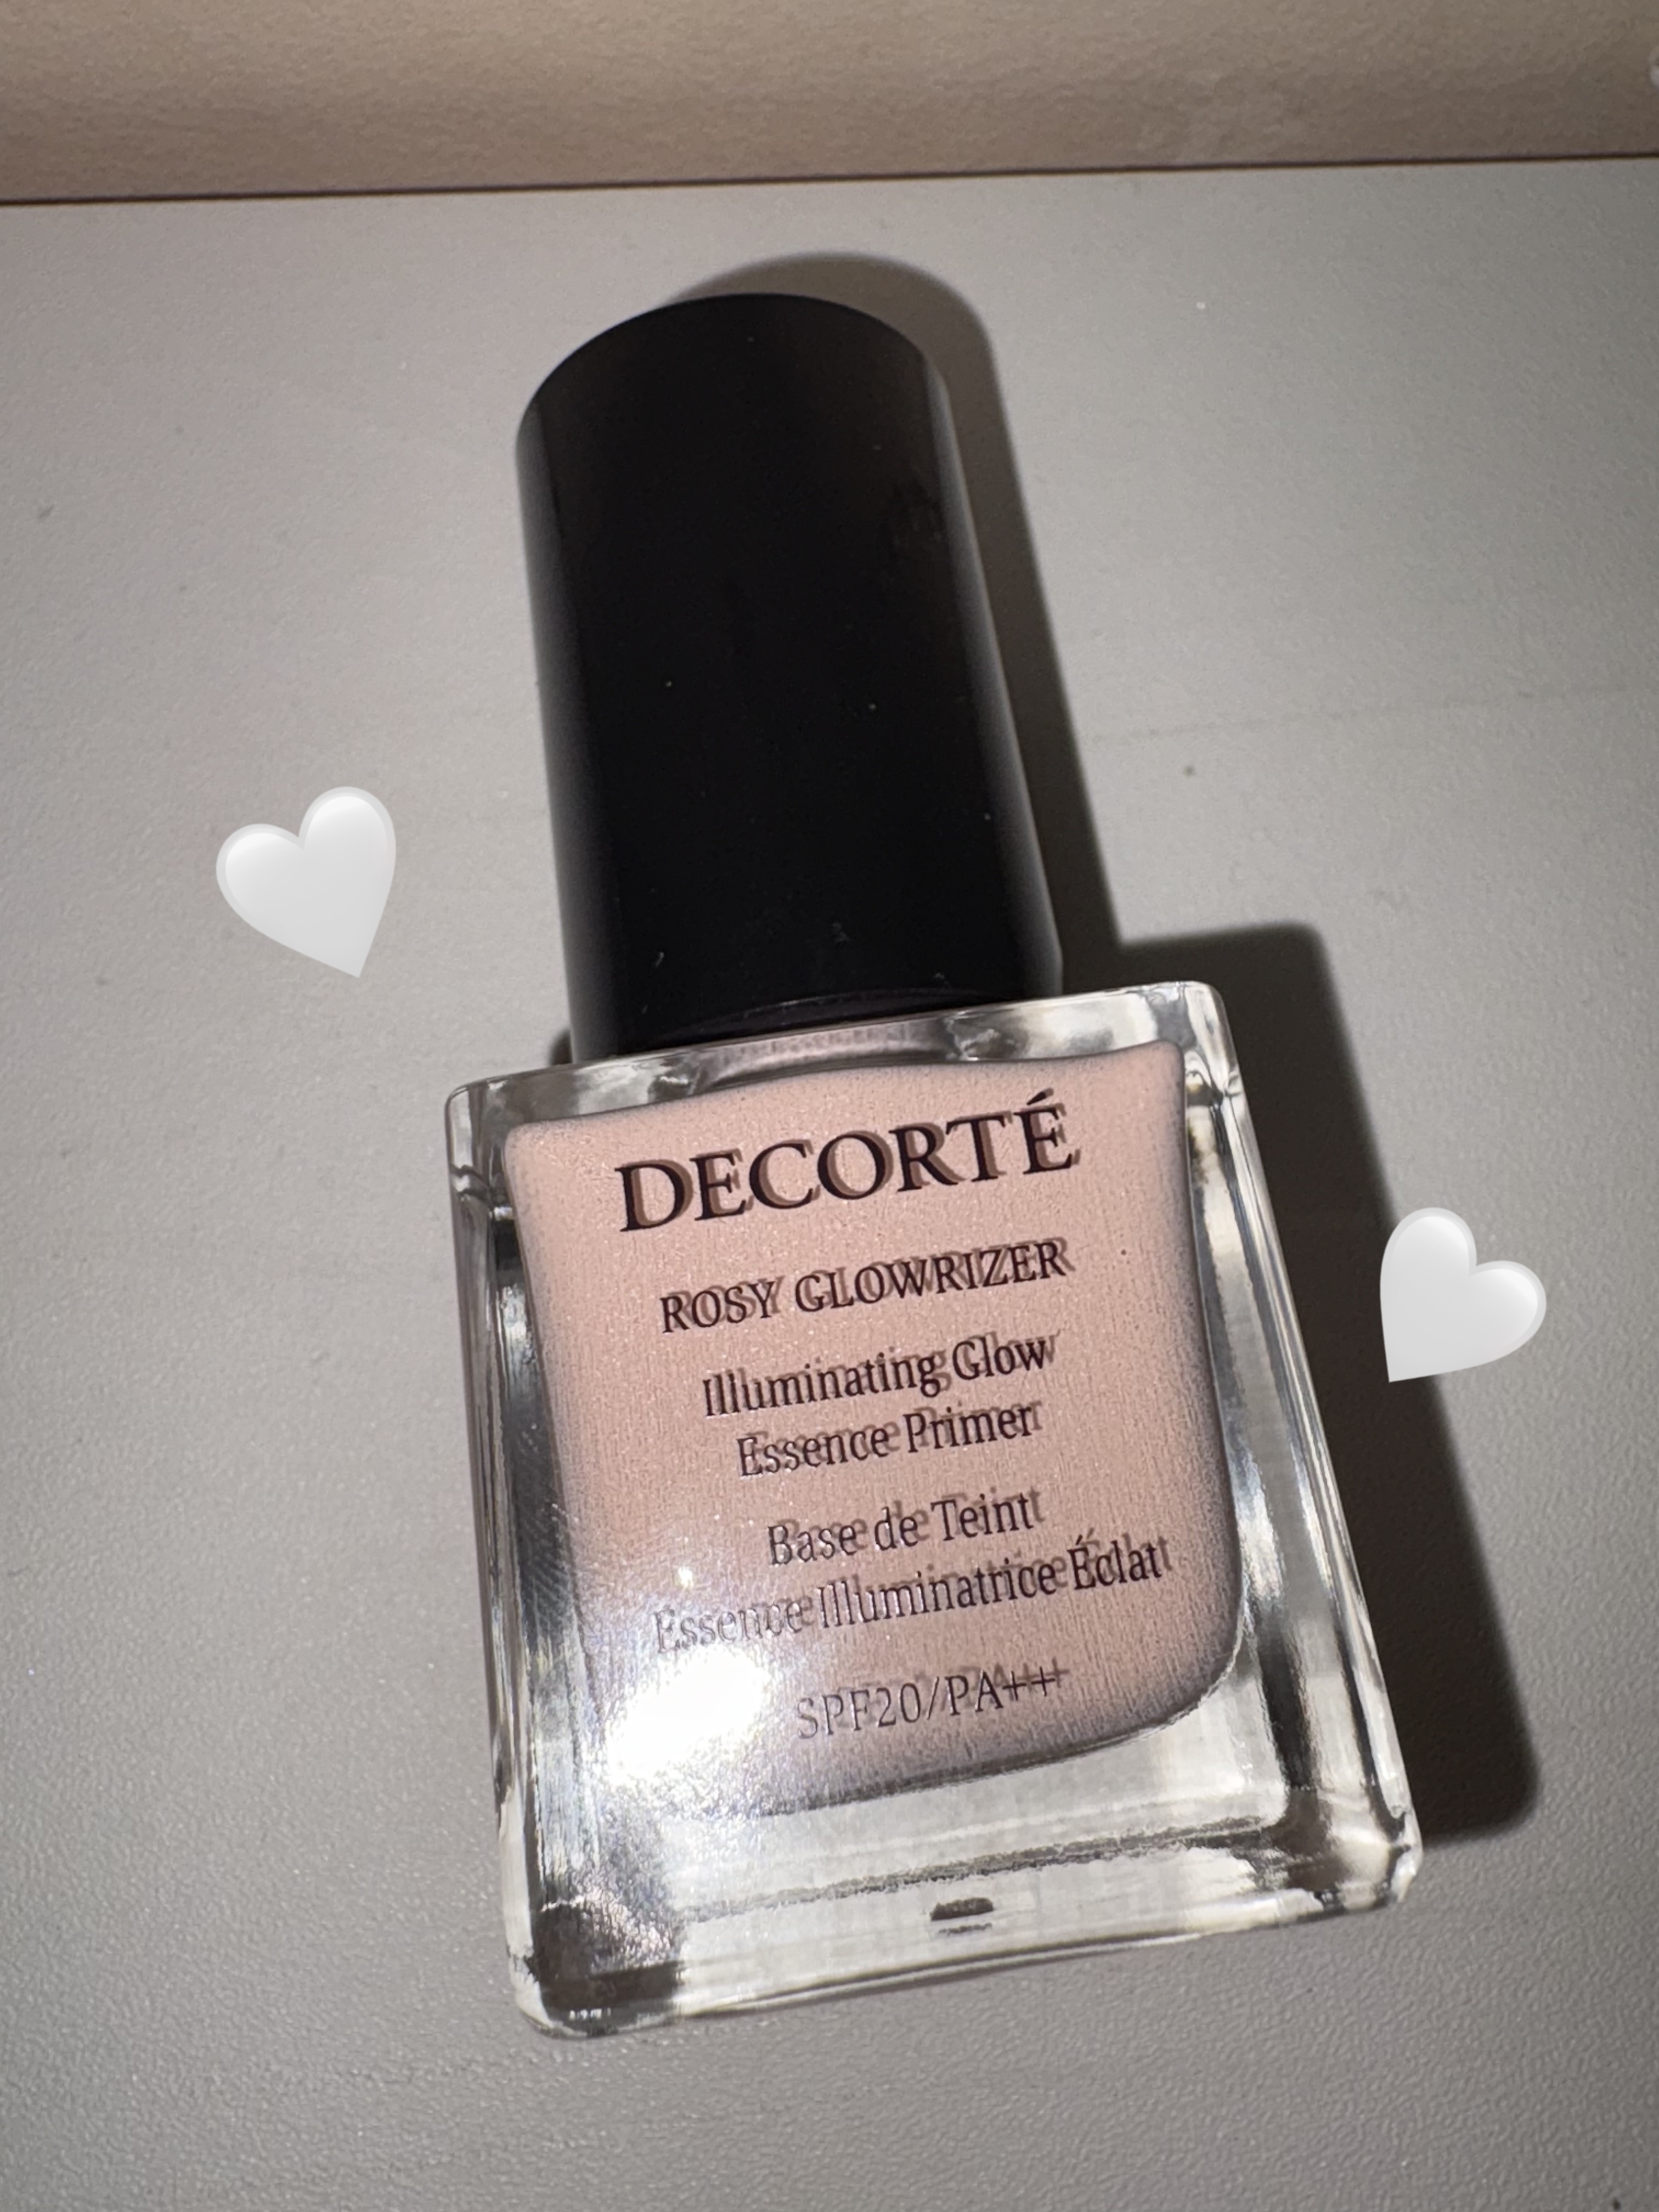 DECORTÉ
ROSY GLOWRIZER
Illuminating Glow
Essence Primer
Base de Teint
Essence Illuminatrice Éclat
SPF20/PA++